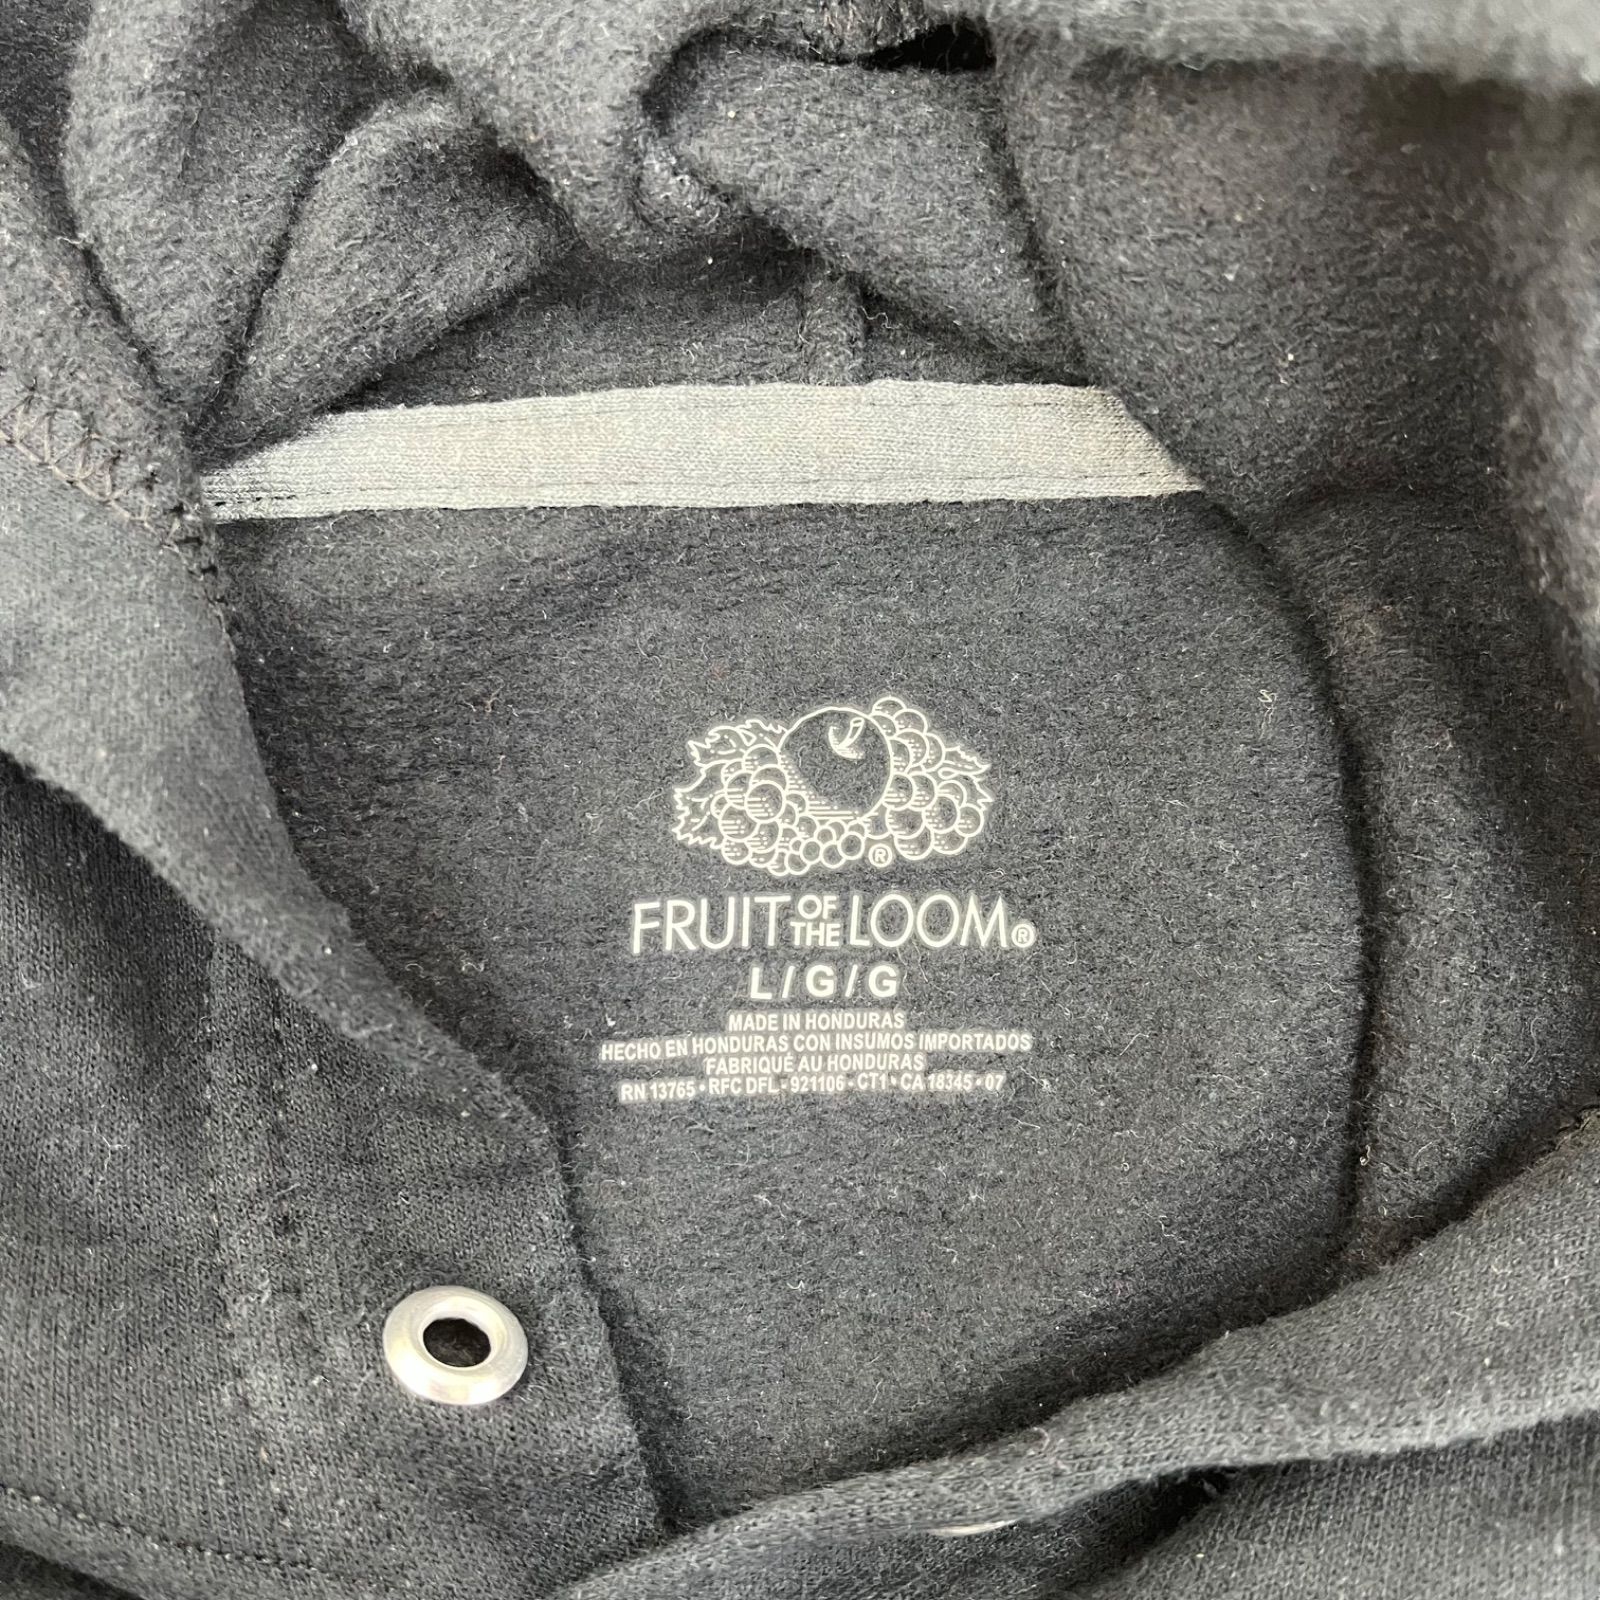 ®
FRUIT OF THE LOOM®
L/G/G
MADE IN HONDURAS
HECHO EN HONDURAS CON INSUMOS IMPORTADOS
FABRIQUÉ AU HONDURAS
RN 13765 • RFC DFL - 921106 - CT1 • CA 18345 • 07